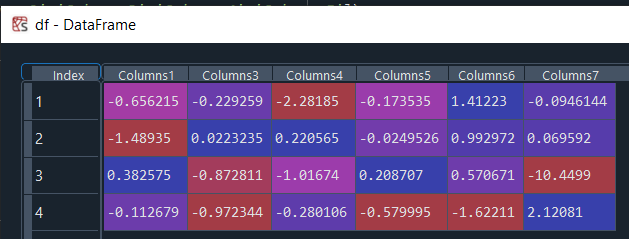 df - DataFrame
Index Columns1 Columns3 Columns4 Columns5 Columns6 Columns7
1 -0.656215 -0.229259 -2.28185 -0.173535 1.41223 -0.0946144
2 -1.48935 0.0223235 0.220565 -0.0249526 0.992972 0.069592
3 0.382575 -0.872811 -1.01674 0.208707 0.570671 -10.4499
4 -0.112679 -0.972344 -0.280106 -0.579995 -1.62211 2.12081